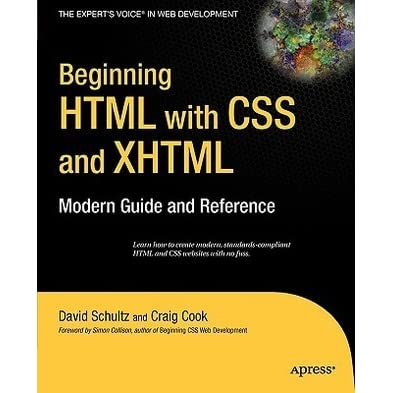 THE EXPERT'S VOICE® IN WEB DEVELOPMENT
Beginning
HTML with CSS
and XHTML
Modern Guide and Reference
Learn how to create modern, standards-compliant
HTML and CSS websites with no fuss.
David Schultz and Craig Cook
Foreword by Simon Collison, author of Beginning CSS Web Development
Apress®